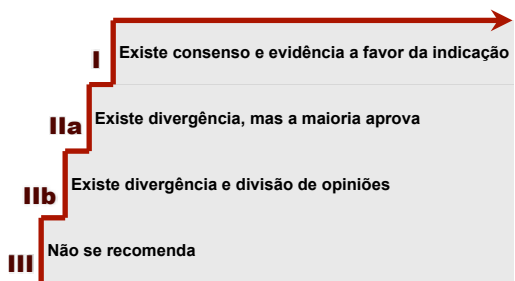 I Existe consenso e evidência a favor da indicação
IIa Existe divergência, mas a maioria aprova
IIb Existe divergência e divisão de opiniões
III Não se recomenda